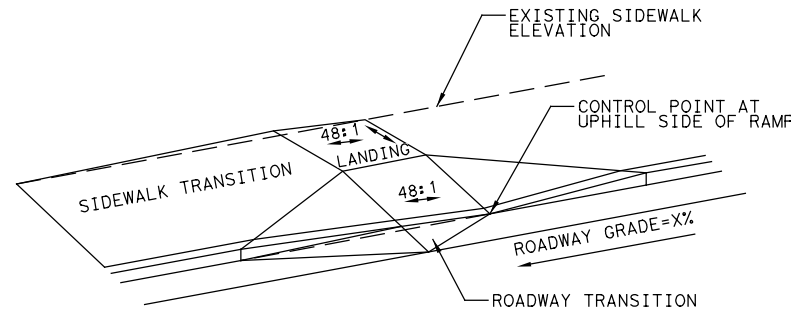 EXISTING SIDEWALK
ELEVATION
CONTROL POINT AT
UPHILL SIDE OF RAMP
48:1
LANDING
SIDEWALK TRANSITION
48:1
ROADWAY GRADE=X%
ROADWAY TRANSITION